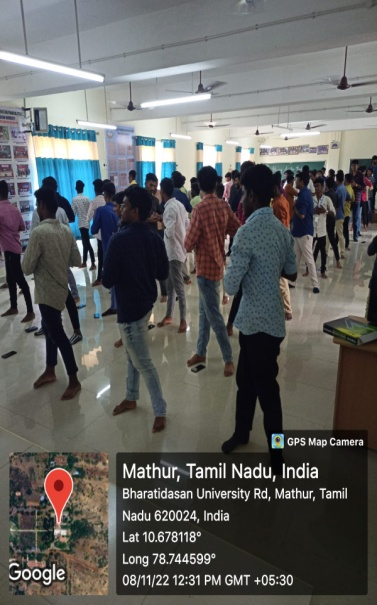 GPS Map Camera
Mathur, Tamil Nadu, India
Bharatidasan University Rd, Mathur, Tamil
Nadu 620024, India
Lat 10.678118°
Long 78.744599°
08/11/22 12:31 PM GMT +05:30
Google